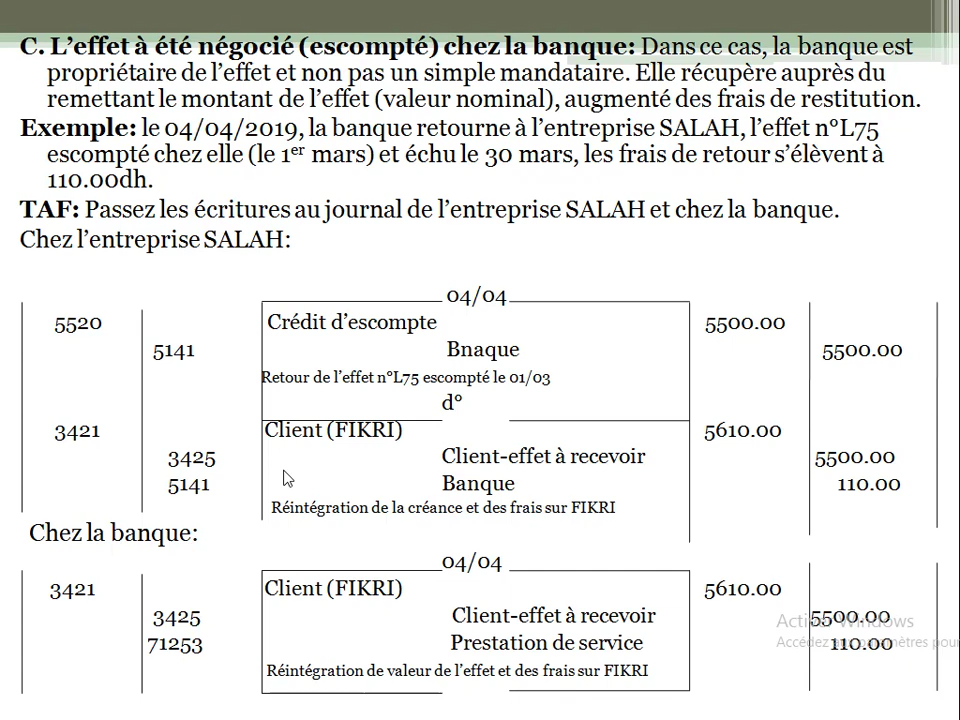 C. L'effet à été négocié (escompté) chez la banque: Dans ce cas, la banque est
propriétaire de l'effet et non pas un simple mandataire. Elle récupère auprès du
remettant le montant de l'effet (valeur nominal), augmenté des frais de restitution.
Exemple: le 04/04/2019, la banque retourne à l'entreprise SALAH, l'effet n°L75
escompté chez elle (le 1er mars) et échu le 30 mars, les frais de retour s'élèvent à
110.00dh.
TAF: Passez les écritures au journal de l'entreprise SALAH et chez la banque.
Chez l'entreprise SALAH:
04/04
5520 Crédit d'escompte 5500.00
5141 Bnaque 5500.00
Retour de l'effet n°L75 escompté le 01/03
d°
3421 Client (FIKRI) 5610.00
3425 Client-effet à recevoir 5500.00
5141 Banque 110.00
Réintégration de la créance et des frais sur FIKRI
Chez la banque:
04/04
3421 Client (FIKRI) 5610.00
3425 Client-effet à recevoir 5500.00
71253 Prestation de service 110.00
Réintégration de valeur de l'effet et des frais sur FIKRI
Activer Windows
Accédez aux paramètres pour